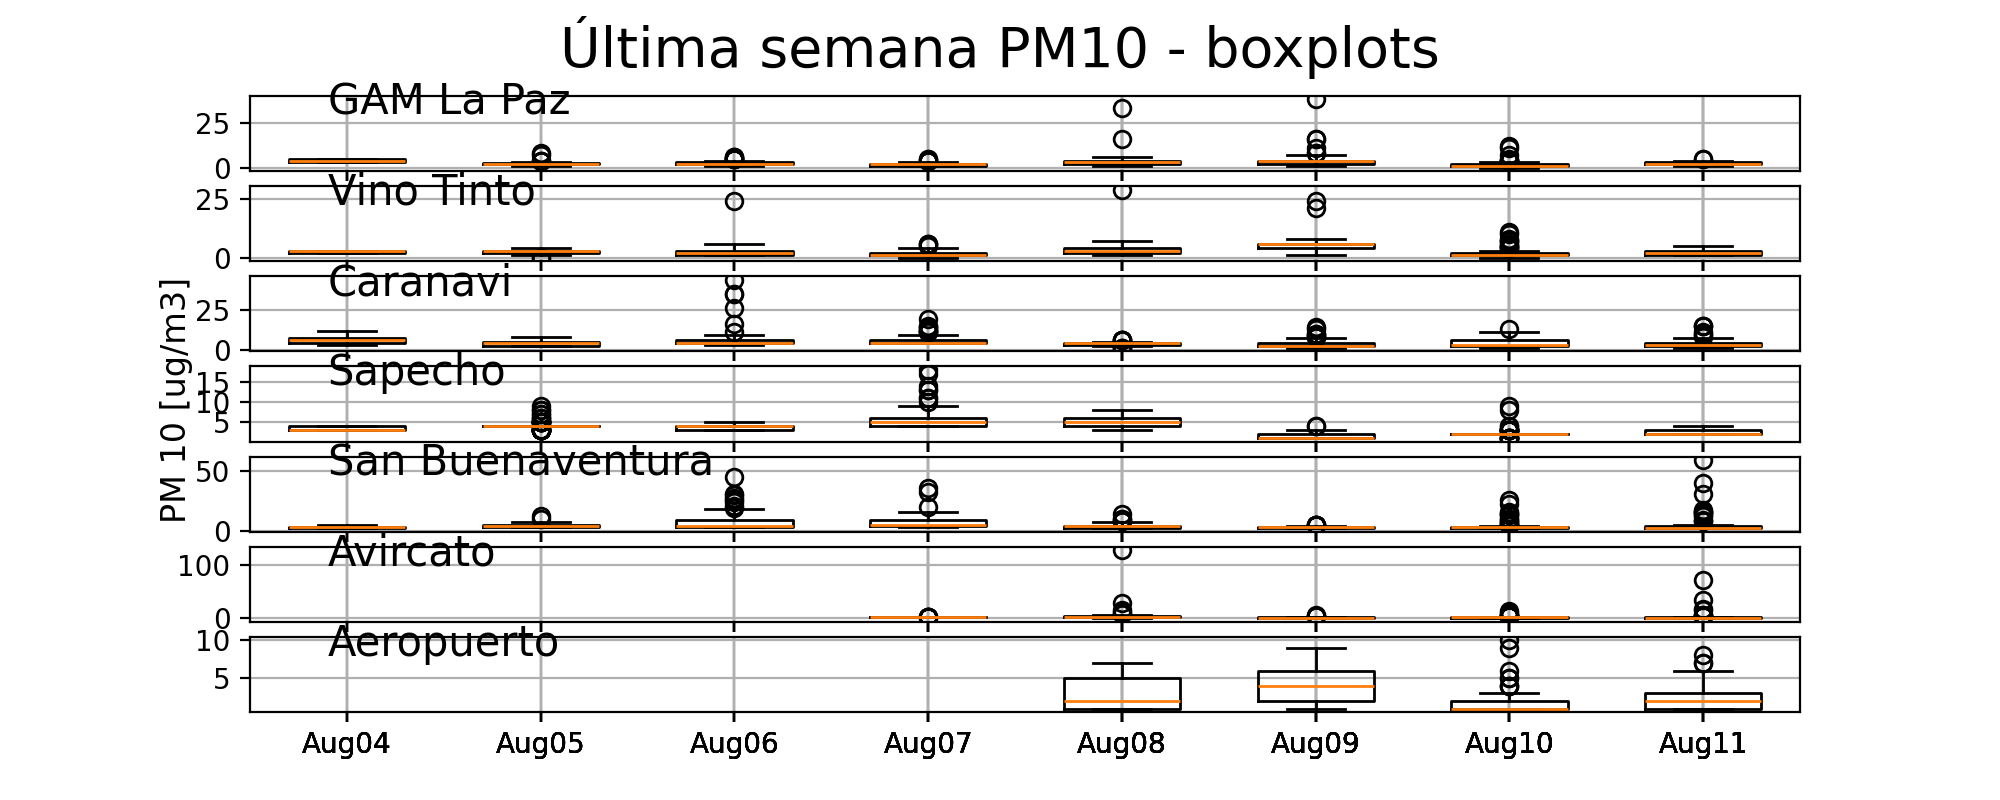 Última semana PM10 - boxplots
GAM La Paz
25
0
Vino Tinto
25
0
Caranavi
25
0
PM 10 [ug/m3]
Sapecho
15
10
5
San Buenaventura
50
0
Avircato
100
0
Aeropuerto
10
5
Aug04 Aug05 Aug06 Aug07 Aug08 Aug09 Aug10 Aug11